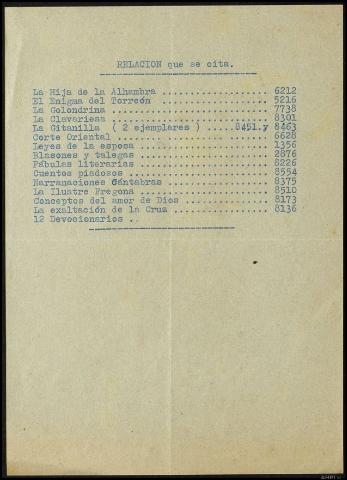 RELACION que se cita.
La Hija de la Alhambra .................. 6212
El Enigma del Torreón ................... 5216
La Golondrina ........................... 7738
La Clavariesa ........................... 8301
La Gitanilla ( 2 ejemplares ) ....8451.y 8463
Corte Oriental .......................... 6628
Leyes de la esposa ...................... 1356
Blasones y talegas ...................... 2876
Fábulas literarias ...................... 8226
Cuentos piadosos ........................ 8554
Narranaciones Cántabras ................. 8375
La Ilustre Fregona ...................... 8510
Conceptos del amor de Dios .............. 8173
La exaltación de la Cruz ................ 8136
12 Devocionarios ..